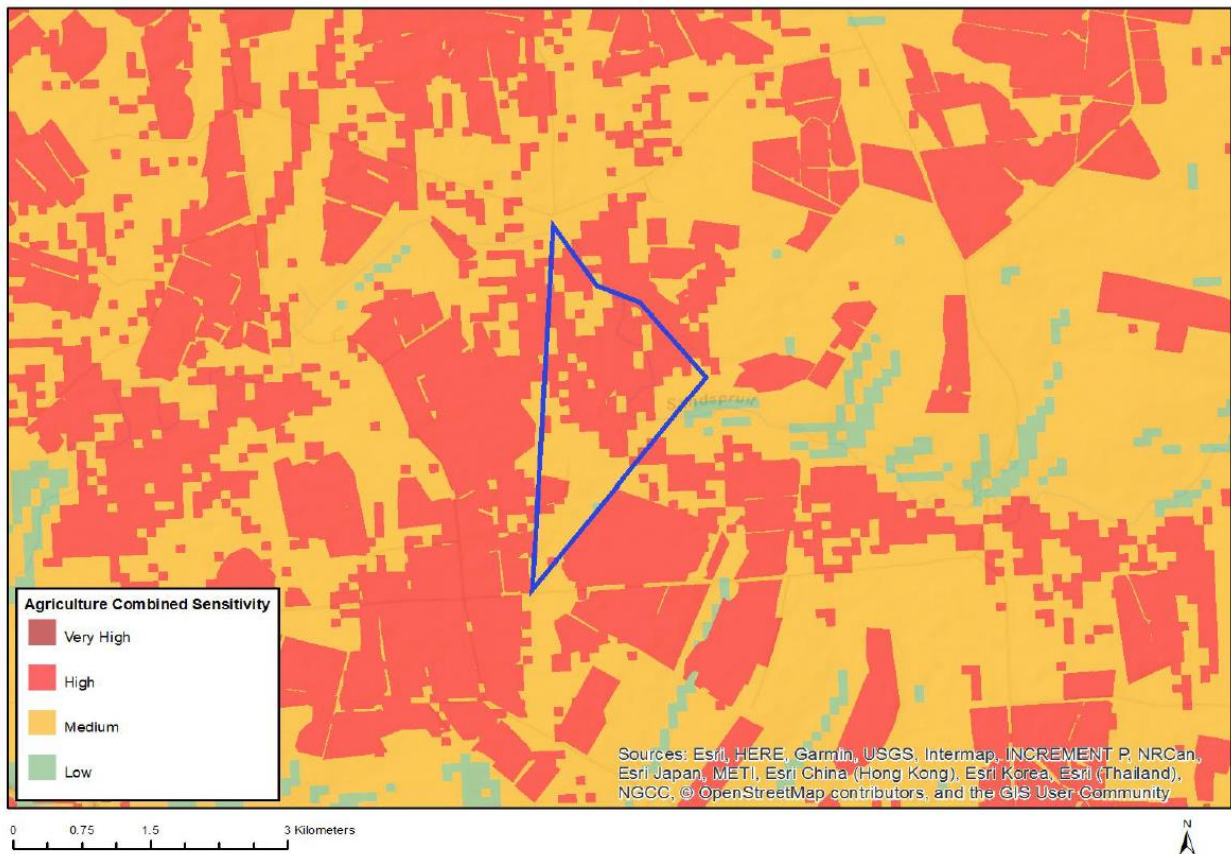 Sandspruit
Agriculture Combined Sensitivity
Very High
High
Medium
Low
Sources: Esri, HERE, Garmin, USGS, Intermap, INCREMENT P, NRCan,
Esri Japan, METI, Esri China (Hong Kong), Esri Korea, Esri (Thailand),
NGCC, © OpenStreetMap contributors, and the GIS User Community
0 0.75 1.5 3 Kilometers
N